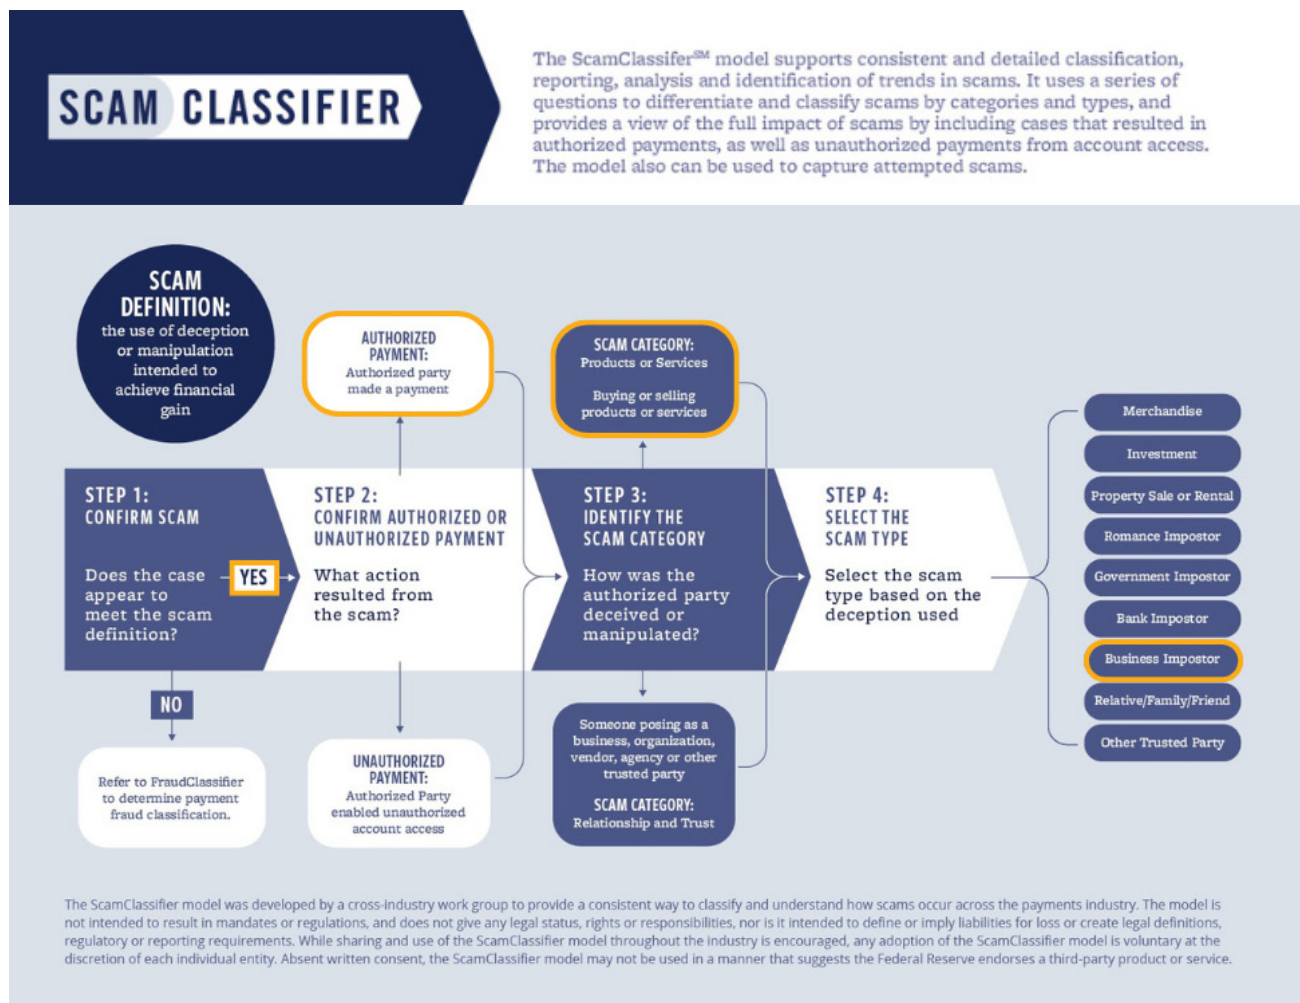 SCAM CLASSIFIER
The ScamClassifer℠ model supports consistent and detailed classification,
reporting, analysis and identification of trends in scams. It uses a series of
questions to differentiate and classify scams by categories and types, and
provides a view of the full impact of scams by including cases that resulted in
authorized payments, as well as unauthorized payments from account access.
The model also can be used to capture attempted scams.
SCAM
DEFINITION:
the use of deception
or manipulation
intended to
achieve financial
gain
STEP 1:
CONFIRM SCAM
Does the case
appear to
meet the scam
definition?
YES
NO
Refer to FraudClassifier
to determine payment
fraud classification.
AUTHORIZED
PAYMENT:
Authorized party
made a payment
STEP 2:
CONFIRM AUTHORIZED OR
UNAUTHORIZED PAYMENT
What action
resulted from
the scam?
UNAUTHORIZED
PAYMENT:
Authorized Party
enabled unauthorized
account access
SCAM CATEGORY:
Products or Services
Buying or selling
products or services
STEP 3:
IDENTIFY THE
SCAM CATEGORY
How was the
authorized party
deceived or
manipulated?
Someone posing as a
business, organization,
vendor, agency or other
trusted party
SCAM CATEGORY:
Relationship and Trust
STEP 4:
SELECT THE
SCAM TYPE
Select the scam
type based on the
deception used
Merchandise
Investment
Property Sale or Rental
Romance Impostor
Government Impostor
Bank Impostor
Business Impostor
Relative/Family/Friend
Other Trusted Party
The ScamClassifier model was developed by a cross-industry work group to provide a consistent way to classify and understand how scams occur across the payments industry. The model is
not intended to result in mandates or regulations, and does not give any legal status, rights or responsibilities, nor is it intended to define or imply liabilities for loss or create legal definitions,
regulatory or reporting requirements. While sharing and use of the ScamClassifier model throughout the industry is encouraged, any adoption of the ScamClassifier model is voluntary at the
discretion of each individual entity. Absent written consent, the ScamClassifier model may not be used in a manner that suggests the Federal Reserve endorses a third-party product or service.